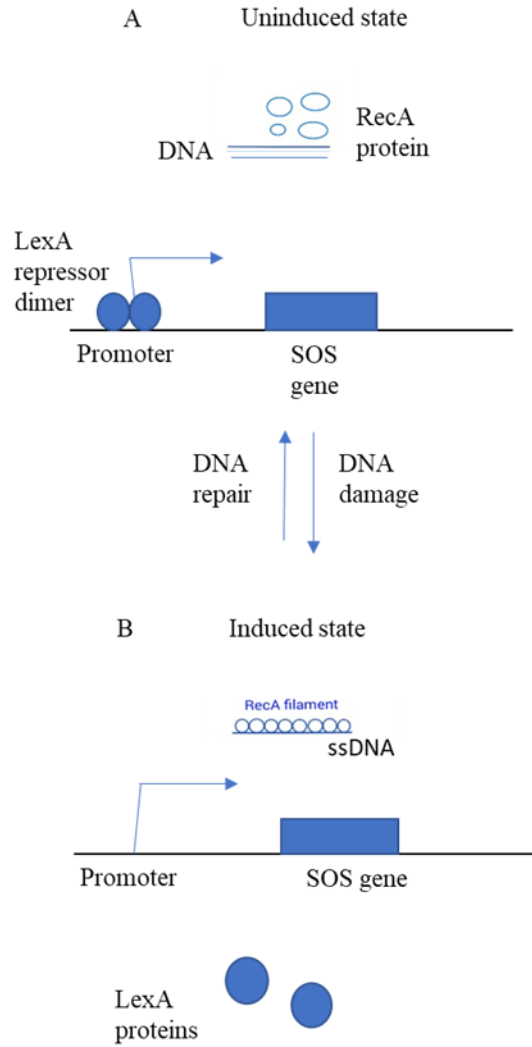 A Uninduced state
RecA
protein
DNA
LexA
repressor
dimer
Promoter
SOS
gene
DNA
repair
DNA
damage
B Induced state
RecA filament
ssDNA
Promoter
SOS gene
LexA
proteins